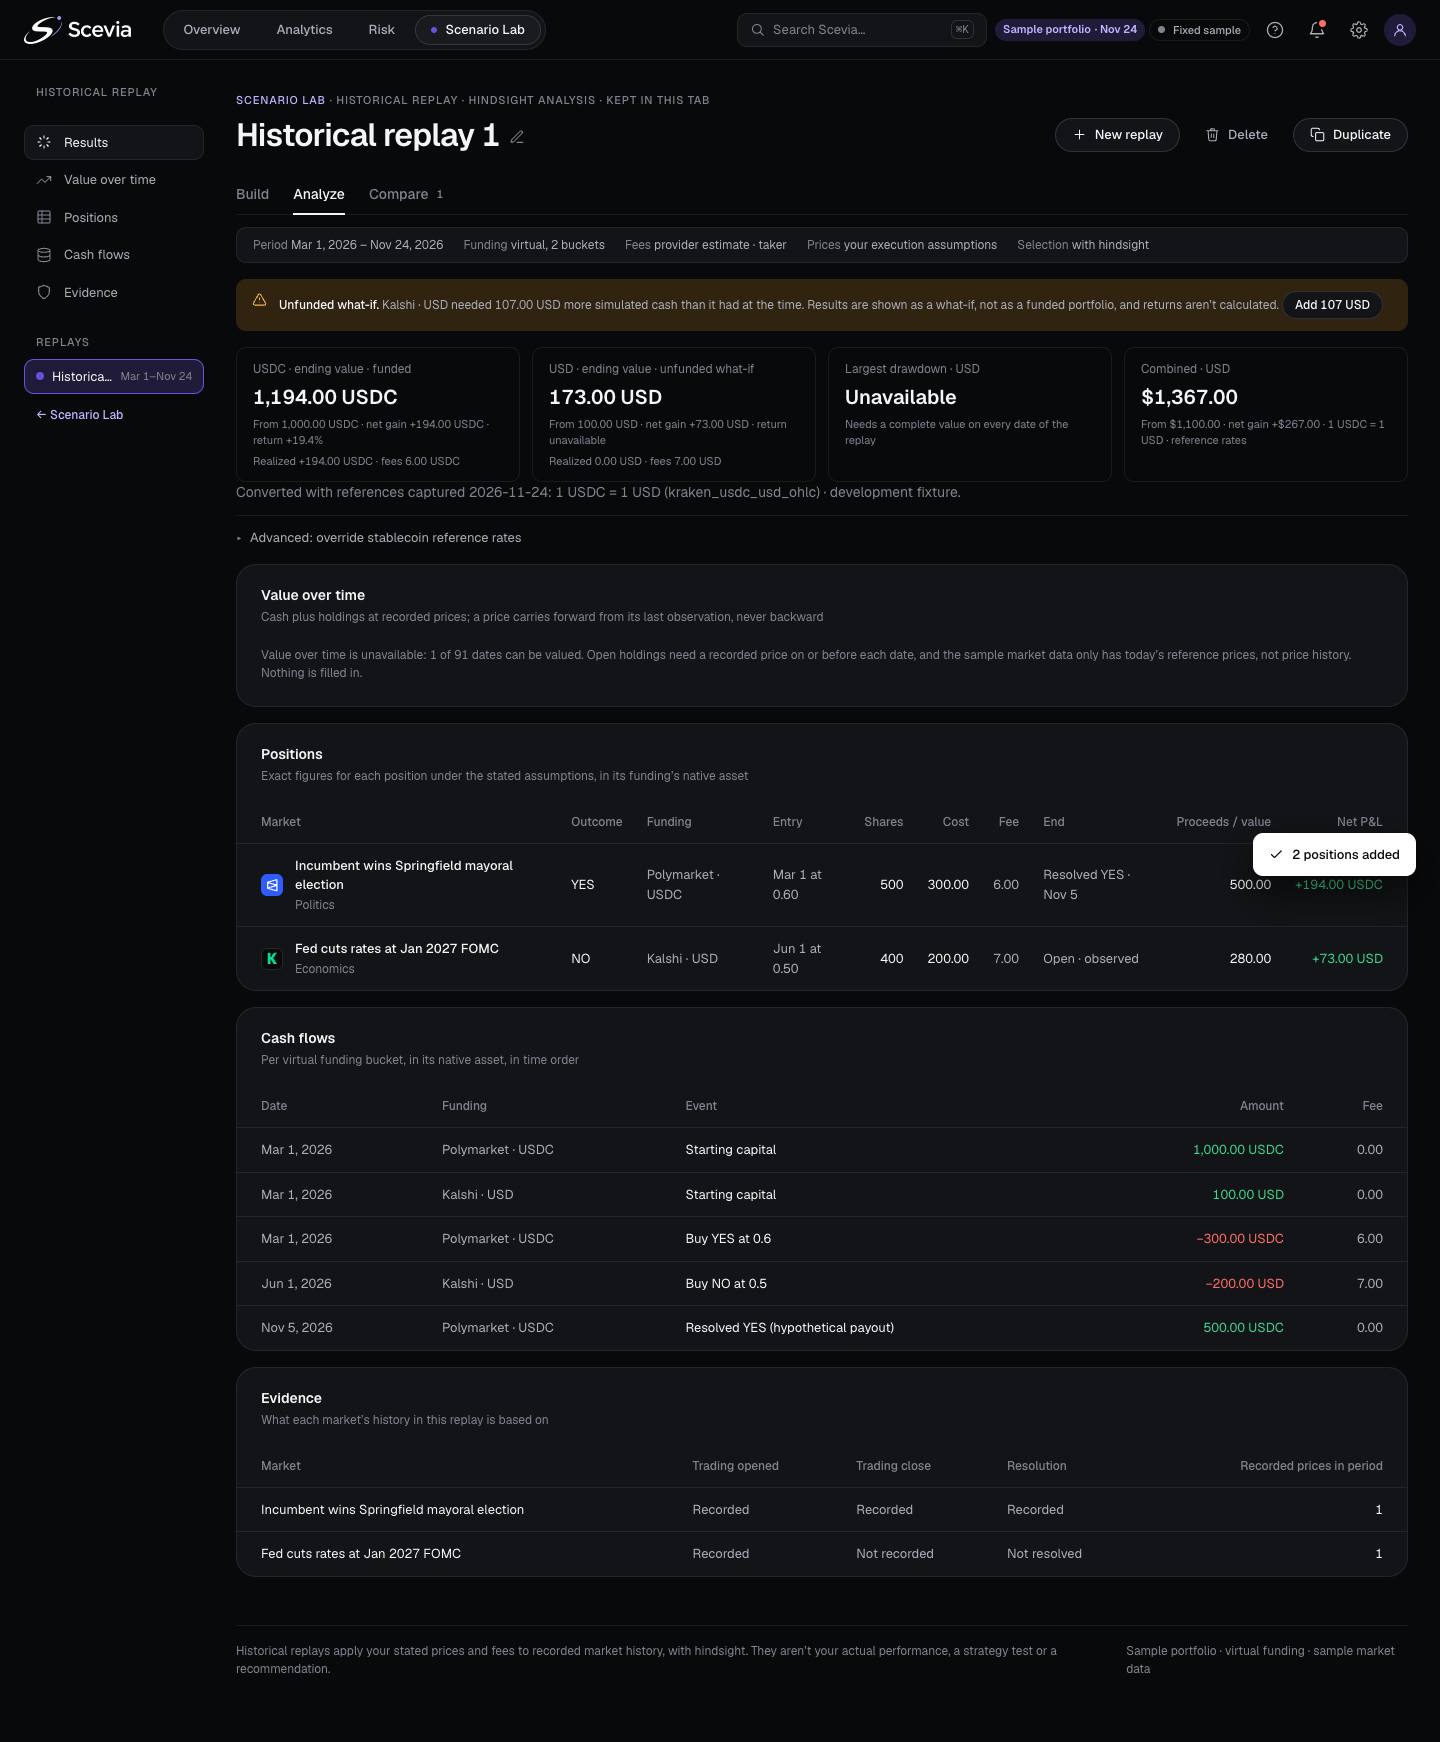 Scevia
Overview
Analytics
Risk
Scenario Lab
Search Scevia…
⌘K
Sample portfolio · Nov 24
Fixed sample
HISTORICAL REPLAY
Results
Value over time
Positions
Cash flows
Evidence
REPLAYS
Historica… Mar 1–Nov 24
← Scenario Lab
SCENARIO LAB · HISTORICAL REPLAY · HINDSIGHT ANALYSIS · KEPT IN THIS TAB
Historical replay 1
New replay
Delete
Duplicate
Build
Analyze
Compare 1
Period Mar 1, 2026 – Nov 24, 2026
Funding virtual, 2 buckets
Fees provider estimate · taker
Prices your execution assumptions
Selection with hindsight
Unfunded what-if. Kalshi · USD needed 107.00 USD more simulated cash than it had at the time. Results are shown as a what-if, not as a funded portfolio, and returns aren't calculated.
Add 107 USD
USDC · ending value · funded
1,194.00 USDC
From 1,000.00 USDC · net gain +194.00 USDC ·
return +19.4%
Realized +194.00 USDC · fees 6.00 USDC
USD · ending value · unfunded what-if
173.00 USD
From 100.00 USD · net gain +73.00 USD · return
unavailable
Realized 0.00 USD · fees 7.00 USD
Largest drawdown · USD
Unavailable
Needs a complete value on every date of the
replay
Combined · USD
$1,367.00
From $1,100.00 · net gain +$267.00 · 1 USDC = 1
USD · reference rates
Converted with references captured 2026-11-24: 1 USDC = 1 USD (kraken_usdc_usd_ohlc) · development fixture.
Advanced: override stablecoin reference rates
Value over time
Cash plus holdings at recorded prices; a price carries forward from its last observation, never backward
Value over time is unavailable: 1 of 91 dates can be valued. Open holdings need a recorded price on or before each date, and the sample market data only has today's reference prices, not price history.
Nothing is filled in.
Positions
Exact figures for each position under the stated assumptions, in its funding's native asset
Market Outcome Funding Entry Shares Cost Fee End Proceeds / value Net P&L
2 positions added
Incumbent wins Springfield mayoral
election
Politics
YES
Polymarket ·
USDC
Mar 1 at
0.60
500 300.00 6.00
Resolved YES ·
Nov 5
500.00 +194.00 USDC
Fed cuts rates at Jan 2027 FOMC
Economics
NO
Kalshi · USD
Jun 1 at
0.50
400 200.00 7.00
Open · observed
280.00 +73.00 USD
Cash flows
Per virtual funding bucket, in its native asset, in time order
Date Funding Event Amount Fee
Mar 1, 2026 Polymarket · USDC Starting capital 1,000.00 USDC 0.00
Mar 1, 2026 Kalshi · USD Starting capital 100.00 USD 0.00
Mar 1, 2026 Polymarket · USDC Buy YES at 0.6 −300.00 USDC 6.00
Jun 1, 2026 Kalshi · USD Buy NO at 0.5 −200.00 USD 7.00
Nov 5, 2026 Polymarket · USDC Resolved YES (hypothetical payout) 500.00 USDC 0.00
Evidence
What each market's history in this replay is based on
Market Trading opened Trading close Resolution Recorded prices in period
Incumbent wins Springfield mayoral election Recorded Recorded Recorded 1
Fed cuts rates at Jan 2027 FOMC Recorded Not recorded Not resolved 1
Historical replays apply your stated prices and fees to recorded market history, with hindsight. They aren't your actual performance, a strategy test or a
recommendation.
Sample portfolio · virtual funding · sample market
data